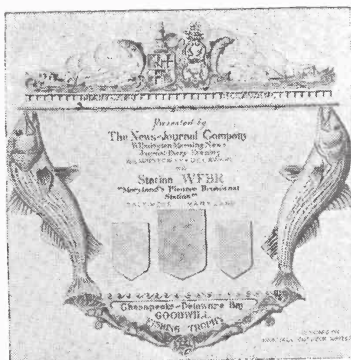 Presented by
The News-Journal Company
Wilmington Morning News
Journal-Every Evening
WILMINGTON DELAWARE
Station WFBR
"Maryland's Pioneer Broadcast
Station"
BALTIMORE MARYLAND
Chesapeake-Delaware Bay
GOODWILL
FISHING TROPHY